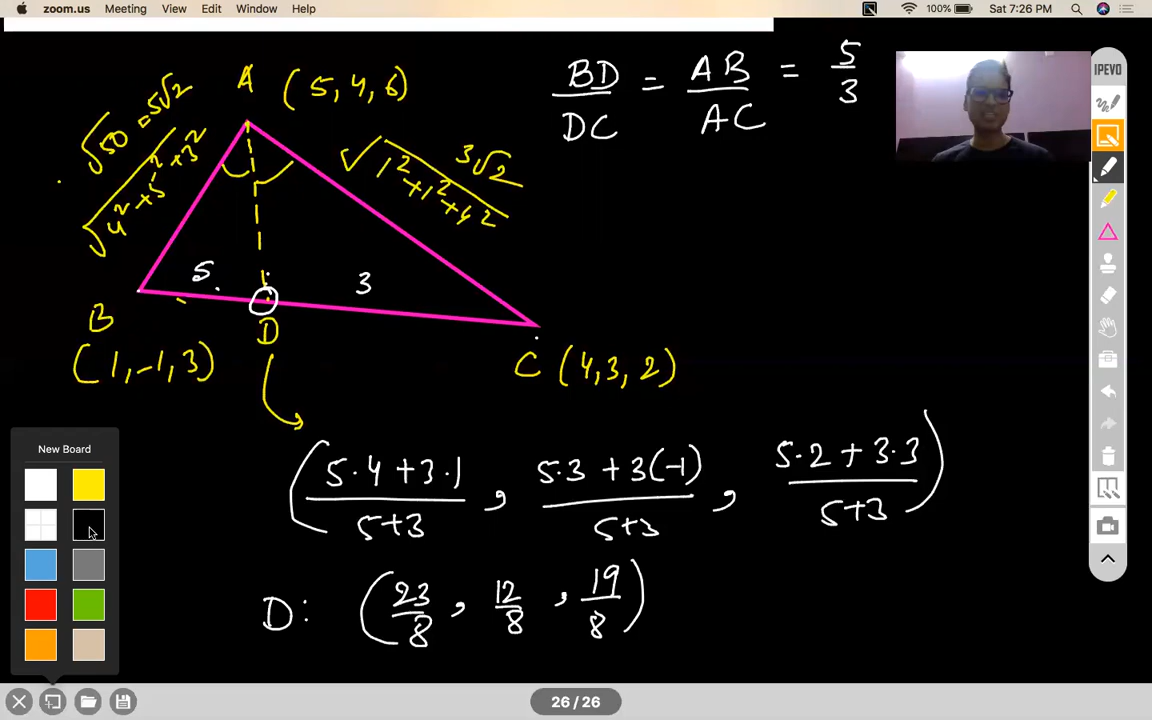 zoom.us Meeting View Edit Window Help 100% Sat 7:26 PM
IPEVO
A (5, 4, 6)
BD/DC = AB/AC = 5/3
√50 = 5√2
√4²+5²+3²
3√2
√1²+1²+4²
5.
3
B
D
(1, -1, 3)
C (4, 3, 2)
New Board
(5·4+3·1/5+3, 5·3+3(-1)/5+3, 5·2+3·3/5+3)
D: (23/8, 12/8, 19/8)
26 / 26